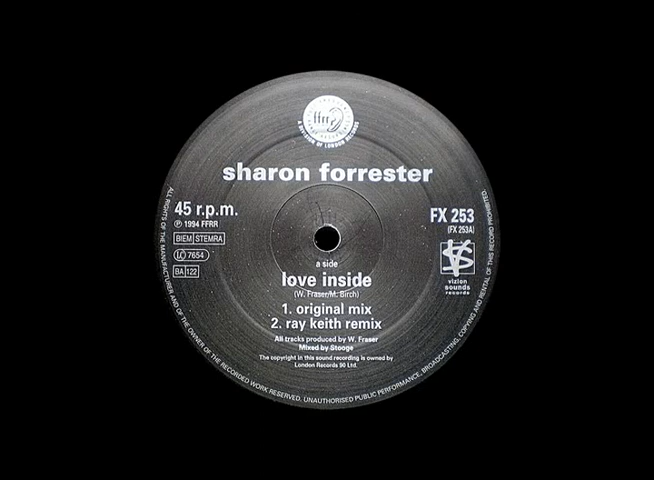 ffrr
A DIVISION OF LONDON RECORDS
sharon forrester
45 r.p.m.
℗ 1994 FFRR
BIEM STEMRA
LC 7654
BA 122
FX 253
(FX 253A)
VS
vizion
sounds
records
a side
love inside
(W. Fraser/M. Birch)
1. original mix
2. ray keith remix
All tracks produced by W. Fraser
Mixed by Stooge
The copyright in this sound recording is owned by
London Records 90 Ltd.
ALL RIGHTS OF THE MANUFACTURER AND OF THE OWNER OF THE RECORDED WORK RESERVED. UNAUTHORISED PUBLIC PERFORMANCE, BROADCASTING, COPYING AND RENTAL OF THIS RECORD PROHIBITED.